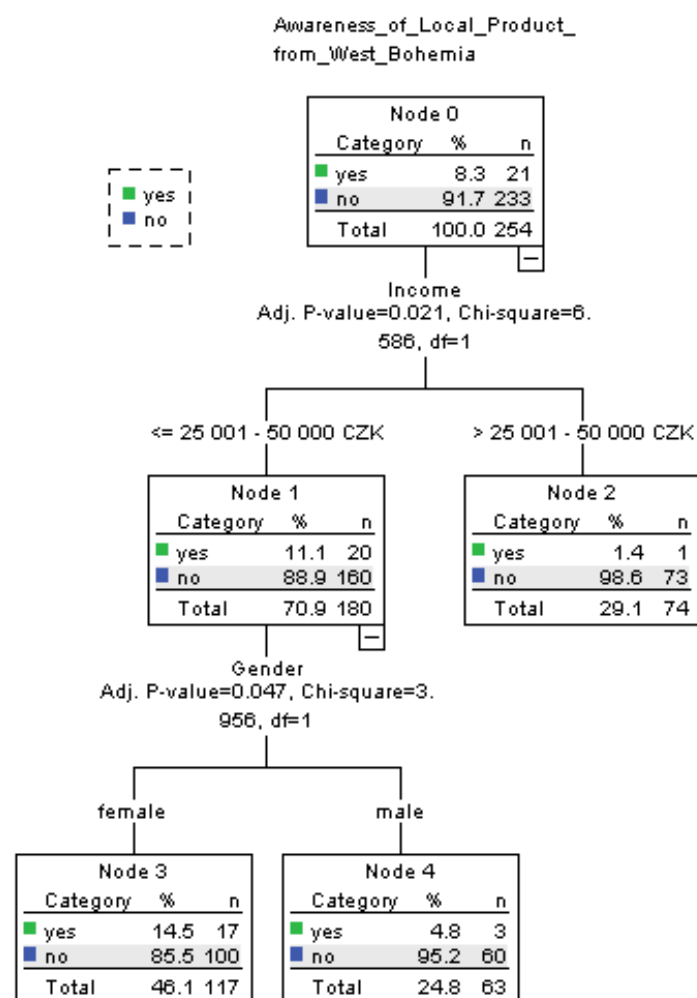 Awareness_of_Local_Product_
from_West_Bohemia
yes
no
Node 0
Category % n
yes 8.3 21
no 91.7 233
Total 100.0 254
Income
Adj. P-value=0.021, Chi-square=6.
586, df=1
<= 25 001 - 50 000 CZK
> 25 001 - 50 000 CZK
Node 1
Category % n
yes 11.1 20
no 88.9 160
Total 70.9 180
Node 2
Category % n
yes 1.4 1
no 98.6 73
Total 29.1 74
Gender
Adj. P-value=0.047, Chi-square=3.
956, df=1
female
male
Node 3
Category % n
yes 14.5 17
no 85.5 100
Total 46.1 117
Node 4
Category % n
yes 4.8 3
no 95.2 60
Total 24.8 63